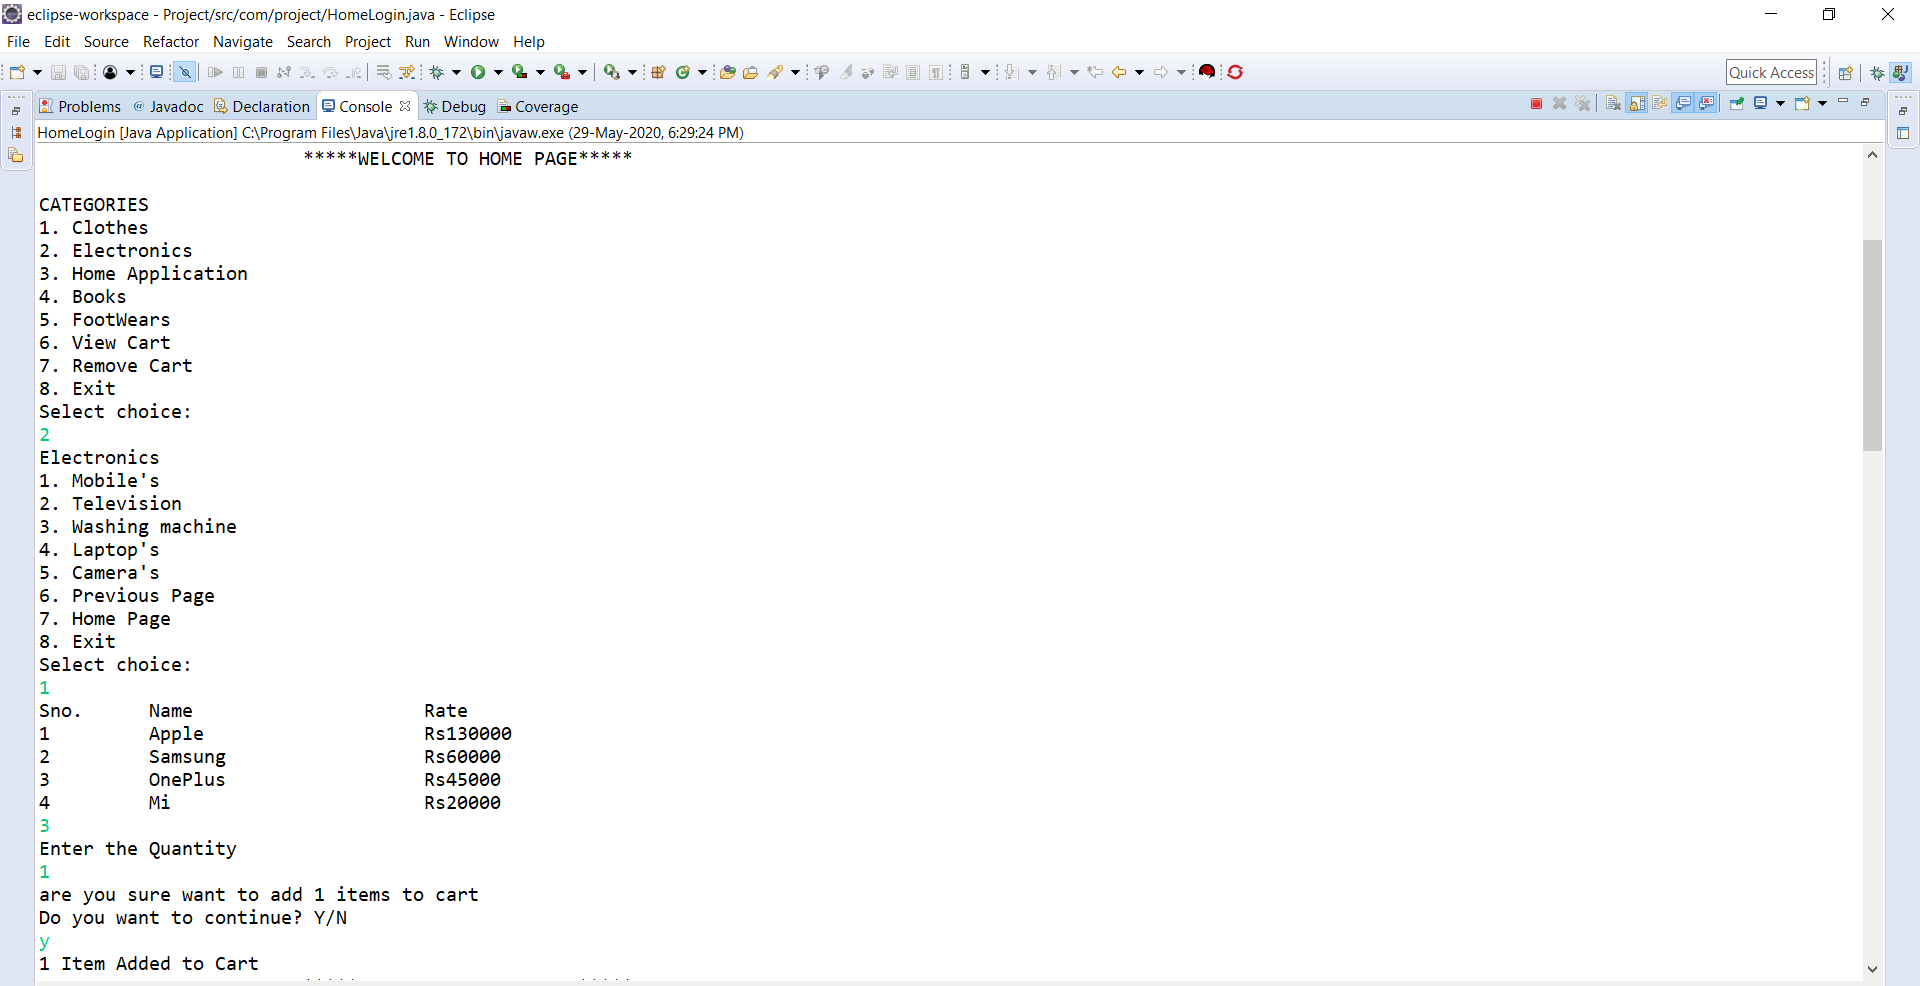 eclipse-workspace - Project/src/com/project/HomeLogin.java - Eclipse
File Edit Source Refactor Navigate Search Project Run Window Help
Quick Access
Problems @ Javadoc Declaration Console Debug Coverage
HomeLogin [Java Application] C:\Program Files\Java\jre1.8.0_172\bin\javaw.exe (29-May-2020, 6:29:24 PM)
*****WELCOME TO HOME PAGE*****
CATEGORIES
1. Clothes
2. Electronics
3. Home Application
4. Books
5. FootWears
6. View Cart
7. Remove Cart
8. Exit
Select choice:
2
Electronics
1. Mobile's
2. Television
3. Washing machine
4. Laptop's
5. Camera's
6. Previous Page
7. Home Page
8. Exit
Select choice:
1
Sno. Name Rate
1 Apple Rs130000
2 Samsung Rs60000
3 OnePlus Rs45000
4 Mi Rs20000
3
Enter the Quantity
1
are you sure want to add 1 items to cart
Do you want to continue? Y/N
y
1 Item Added to Cart